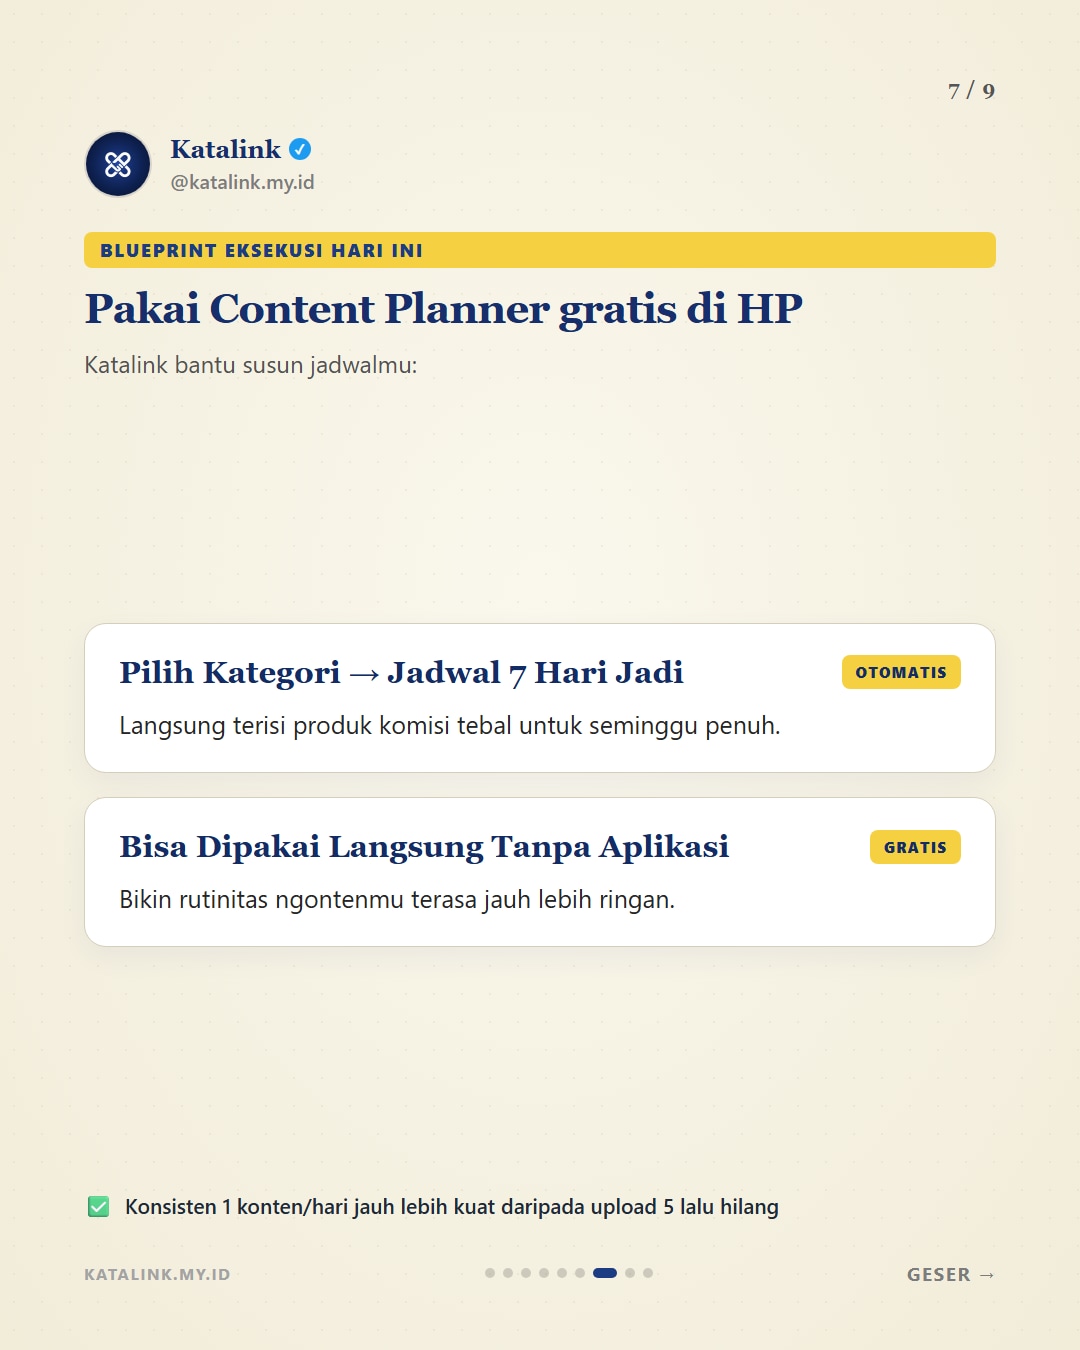 7 / 9
Katalink
@katalink.my.id
BLUEPRINT EKSEKUSI HARI INI
Pakai Content Planner gratis di HP
Katalink bantu susun jadwalmu:
Pilih Kategori → Jadwal 7 Hari Jadi
OTOMATIS
Langsung terisi produk komisi tebal untuk seminggu penuh.
Bisa Dipakai Langsung Tanpa Aplikasi
GRATIS
Bikin rutinitas ngontenmu terasa jauh lebih ringan.
✅ Konsisten 1 konten/hari jauh lebih kuat daripada upload 5 lalu hilang
KATALINK.MY.ID
GESER →